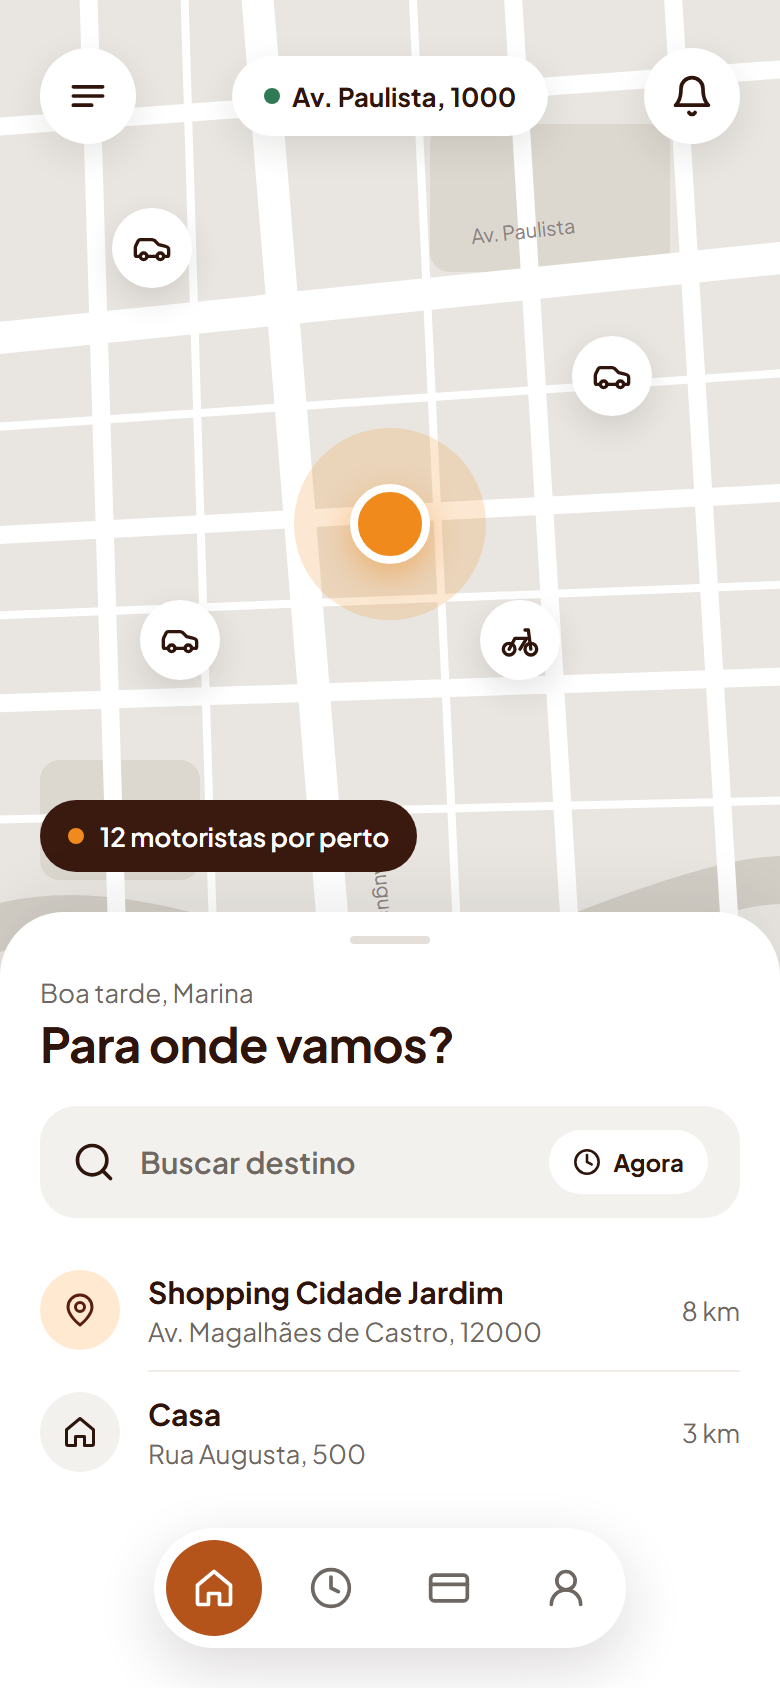 Av. Paulista, 1000
Av. Paulista
12 motoristas por perto
Boa tarde, Marina
Para onde vamos?
Buscar destino
Agora
Shopping Cidade Jardim
Av. Magalhães de Castro, 12000
8 km
Casa
Rua Augusta, 500
3 km